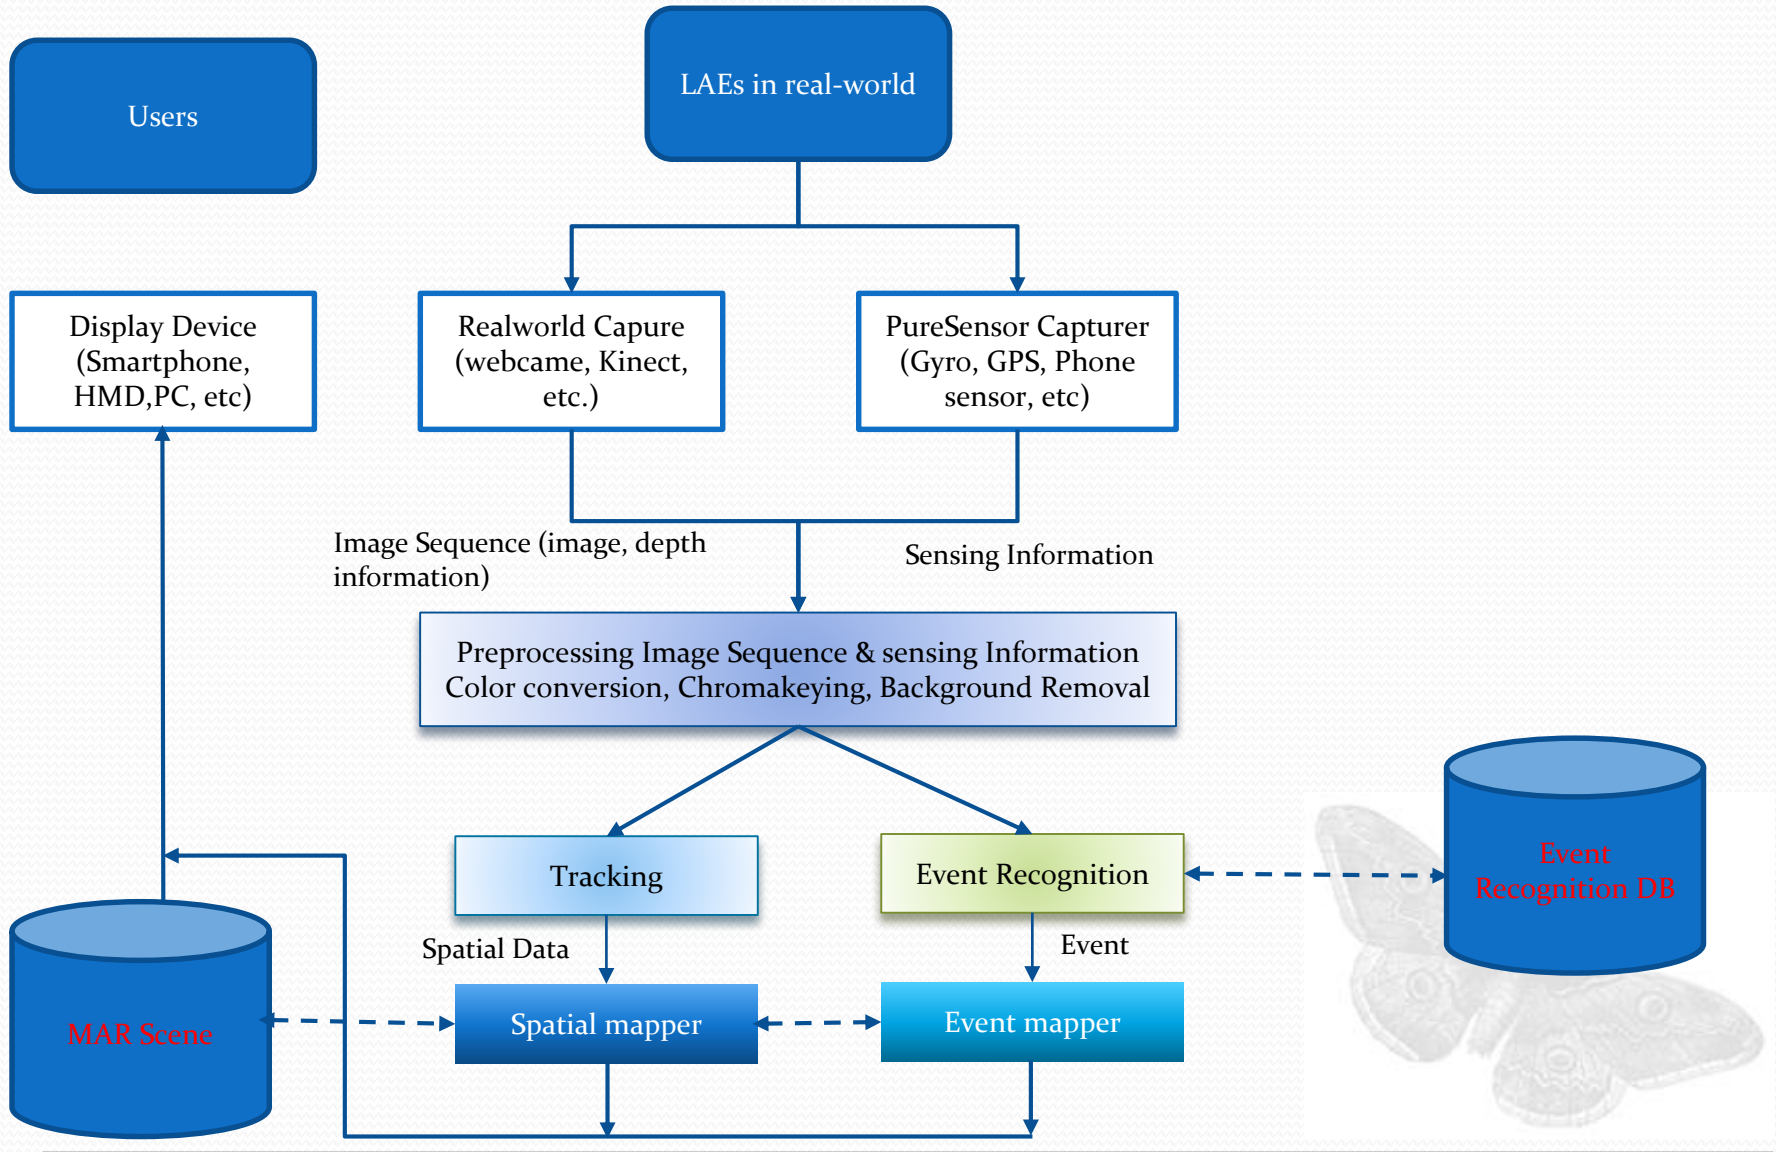 Users
LAEs in real-world
Display Device
(Smartphone,
HMD,PC, etc)
Realworld Capure
(webcame, Kinect,
etc.)
PureSensor Capturer
(Gyro, GPS, Phone
sensor, etc)
Image Sequence (image, depth
information)
Sensing Information
Preprocessing Image Sequence & sensing Information
Color conversion, Chromakeying, Background Removal
Tracking
Event Recognition
Event
Recognition DB
Spatial Data
Event
MAR Scene
Spatial mapper
Event mapper